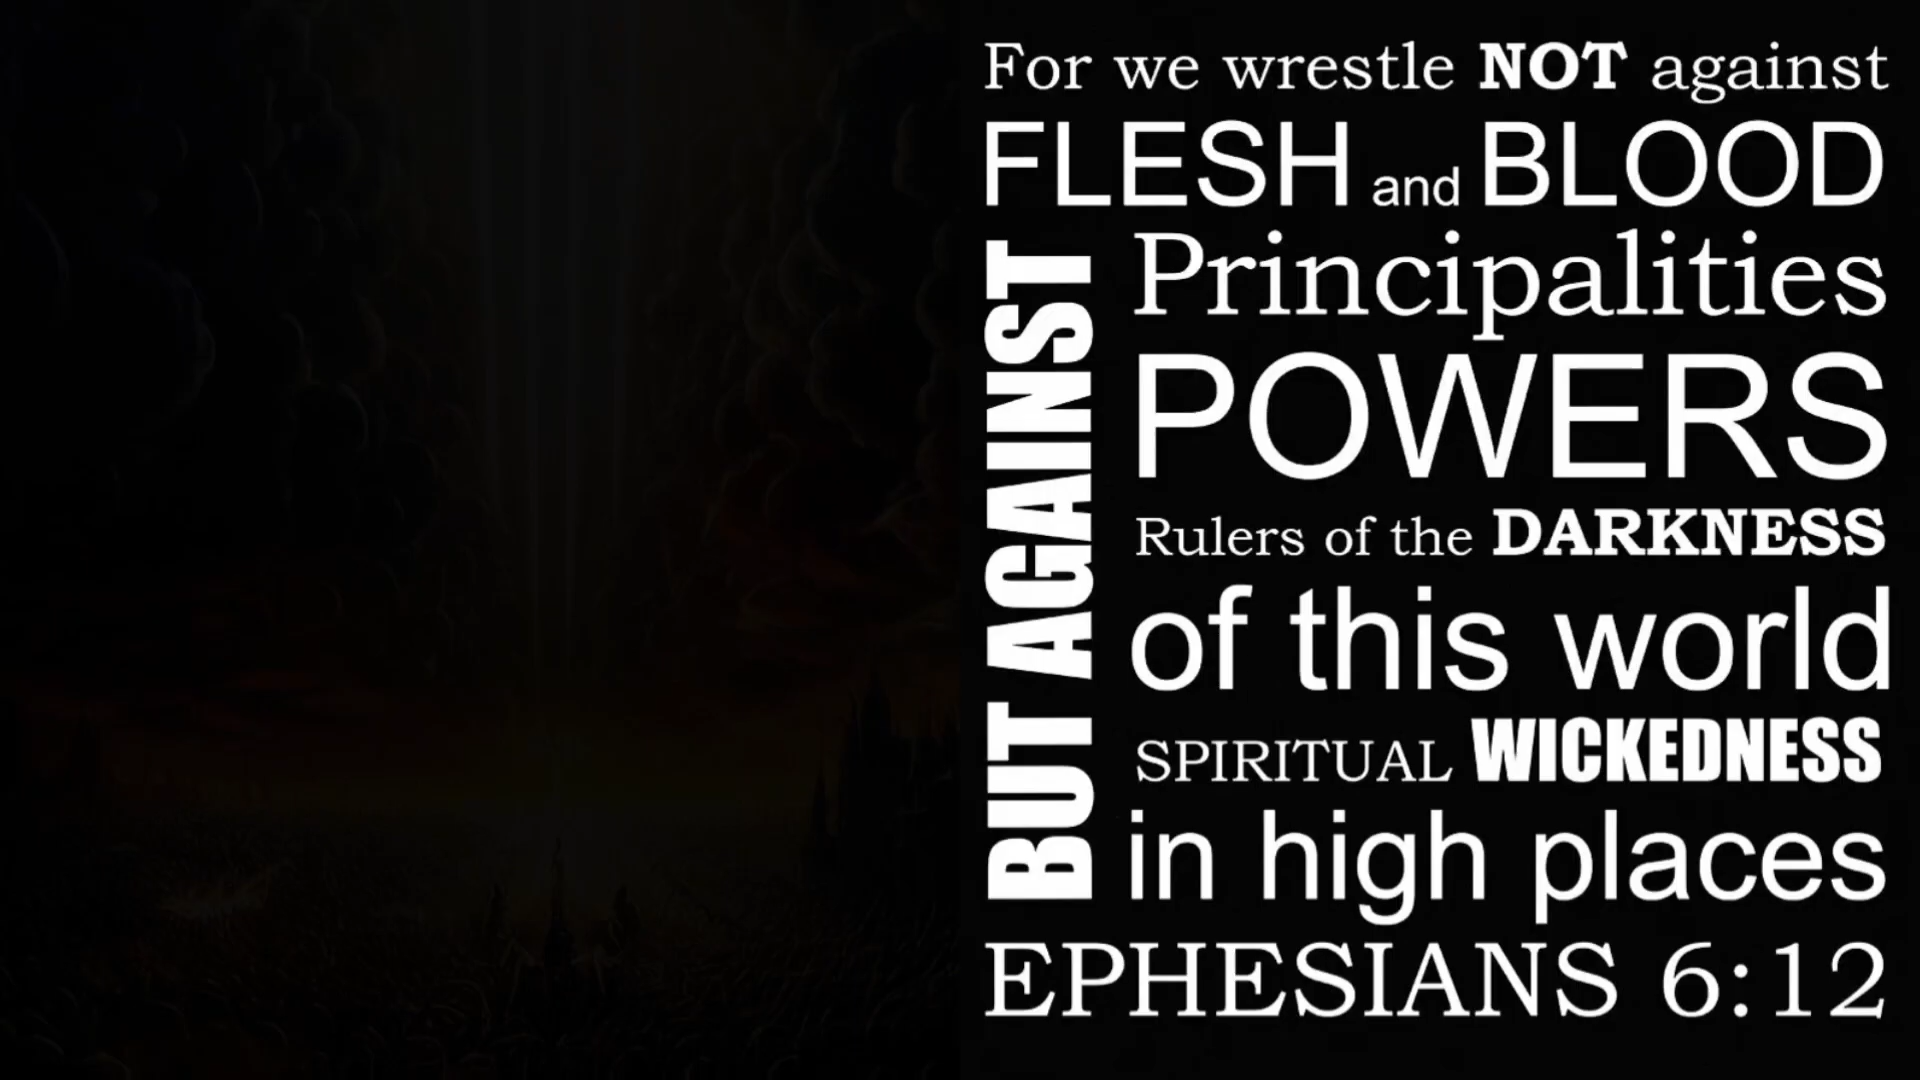 For we wrestle NOT against
FLESH and BLOOD
BUT AGAINST
Principalities
POWERS
Rulers of the DARKNESS
of this world
SPIRITUAL WICKEDNESS
in high places
EPHESIANS 6:12